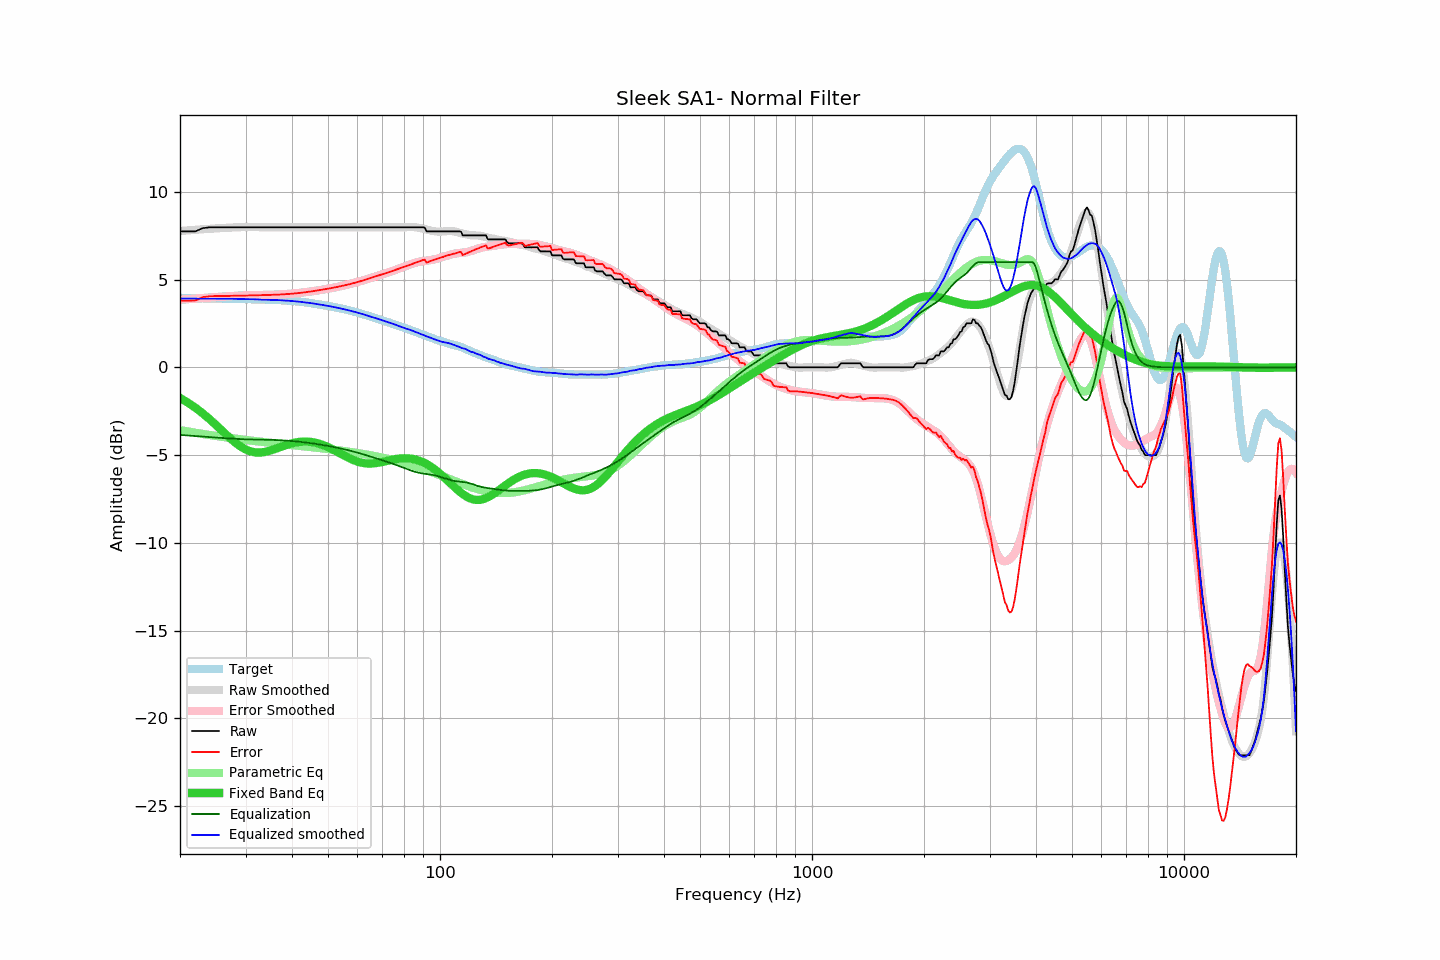 Sleek SA1- Normal Filter
Amplitude (dBr)
10
5
0
−5
−10
−15
−20
−25
Target
Raw Smoothed
Error Smoothed
Raw
Error
Parametric Eq
Fixed Band Eq
Equalization
Equalized smoothed
100
1000
10000
Frequency (Hz)